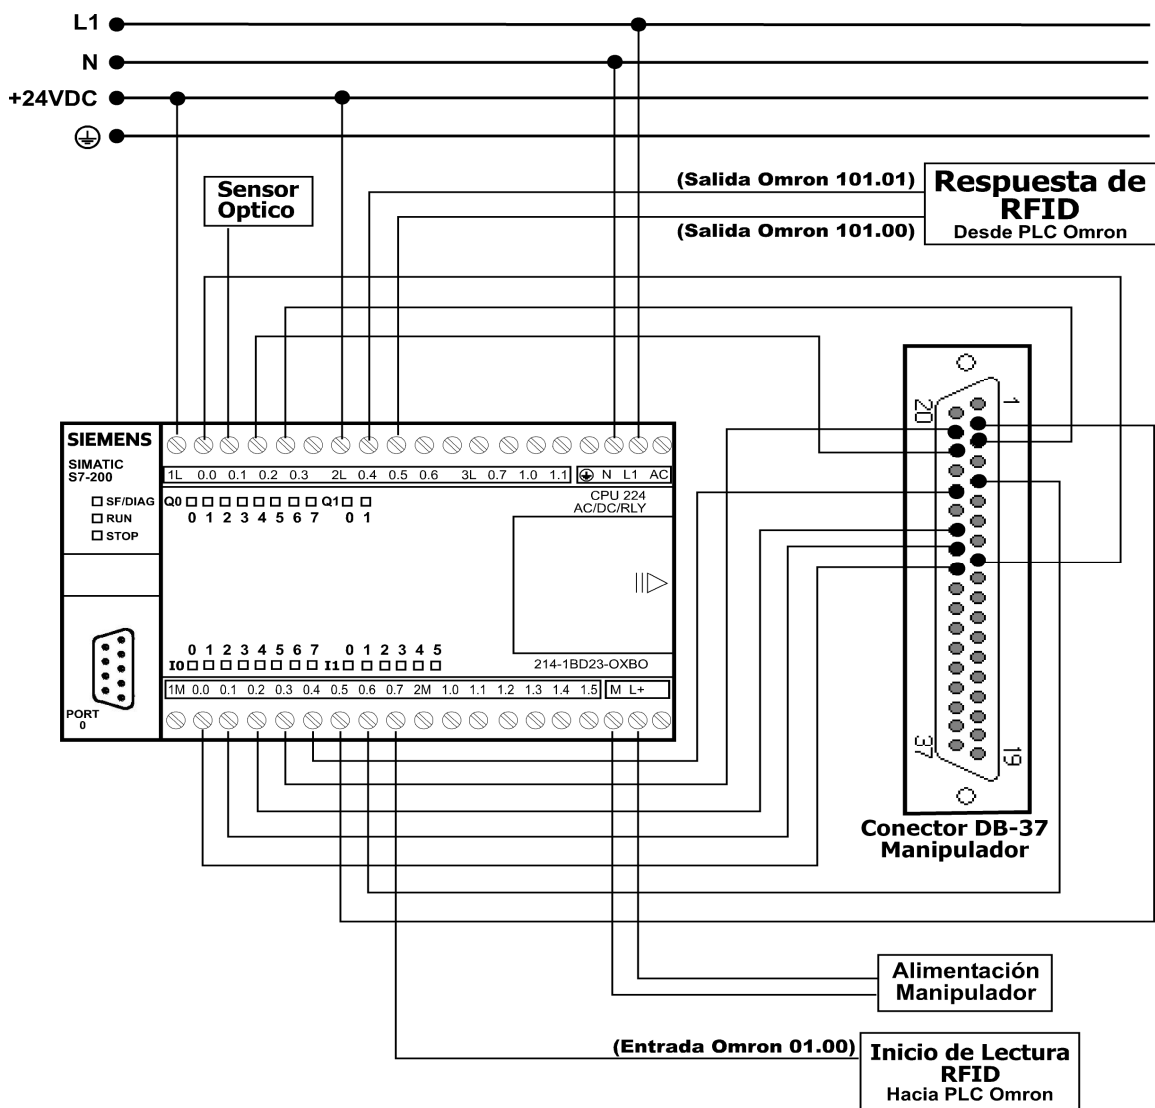 L1
N
+24VDC
Sensor
Optico
(Salida Omron 101.01)
(Salida Omron 101.00)
Respuesta de
RFID
Desde PLC Omron
SIEMENS
SIMATIC
S7-200
SF/DIAG
RUN
STOP
1L 0.0 0.1 0.2 0.3 2L 0.4 0.5 0.6 3L 0.7 1.0 1.1 N L1 AC
Q0 Q1
0 1 2 3 4 5 6 7 0 1
CPU 224
AC/DC/RLY
0 1 2 3 4 5 6 7 0 1 2 3 4 5
I0 I1
214-1BD23-OXBO
1M 0.0 0.1 0.2 0.3 0.4 0.5 0.6 0.7 2M 1.0 1.1 1.2 1.3 1.4 1.5 M L+
PORT
0
20 1
37 19
Conector DB-37
Manipulador
Alimentación
Manipulador
(Entrada Omron 01.00)
Inicio de Lectura
RFID
Hacia PLC Omron